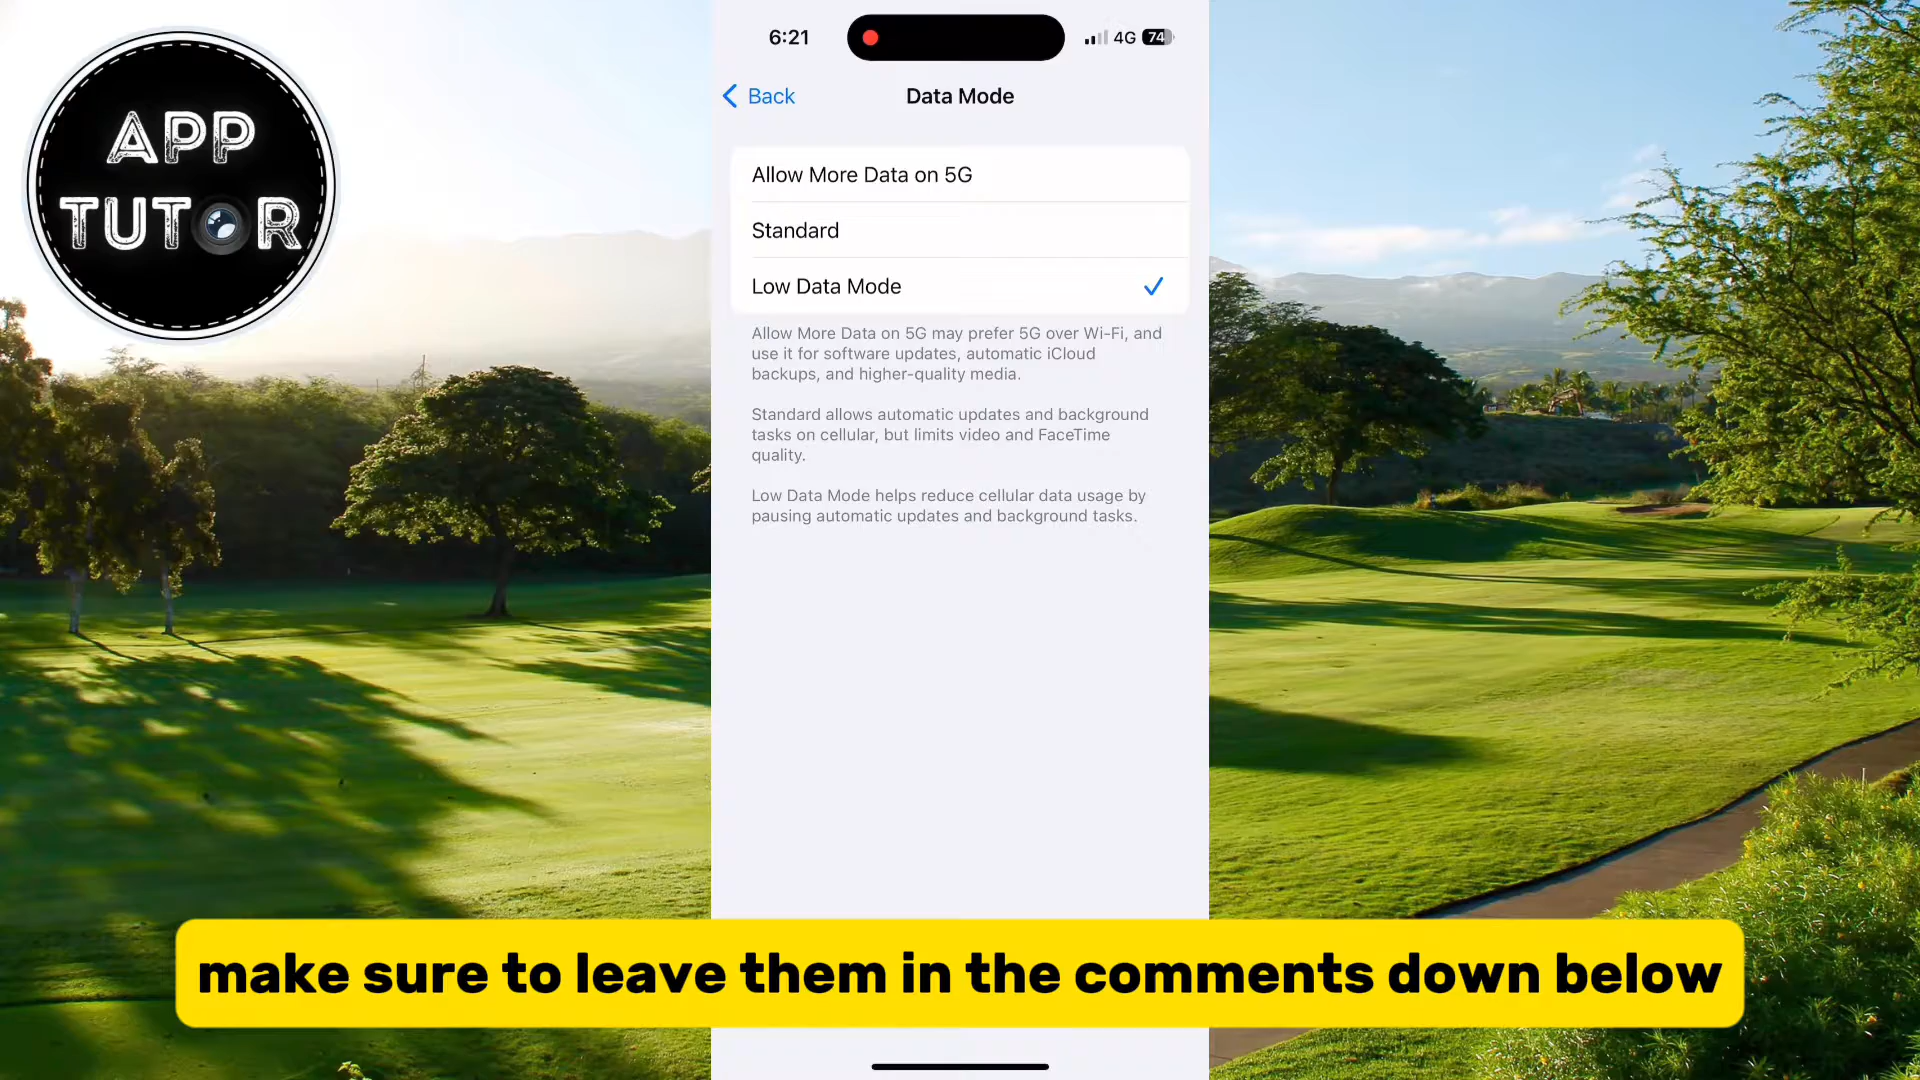 APP
TUTOR
6:21
4G 74
Back
Data Mode
Allow More Data on 5G
Standard
Low Data Mode
Allow More Data on 5G may prefer 5G over Wi-Fi, and
use it for software updates, automatic iCloud
backups, and higher-quality media.
Standard allows automatic updates and background
tasks on cellular, but limits video and FaceTime
quality.
Low Data Mode helps reduce cellular data usage by
pausing automatic updates and background tasks.
make sure to leave them in the comments down below